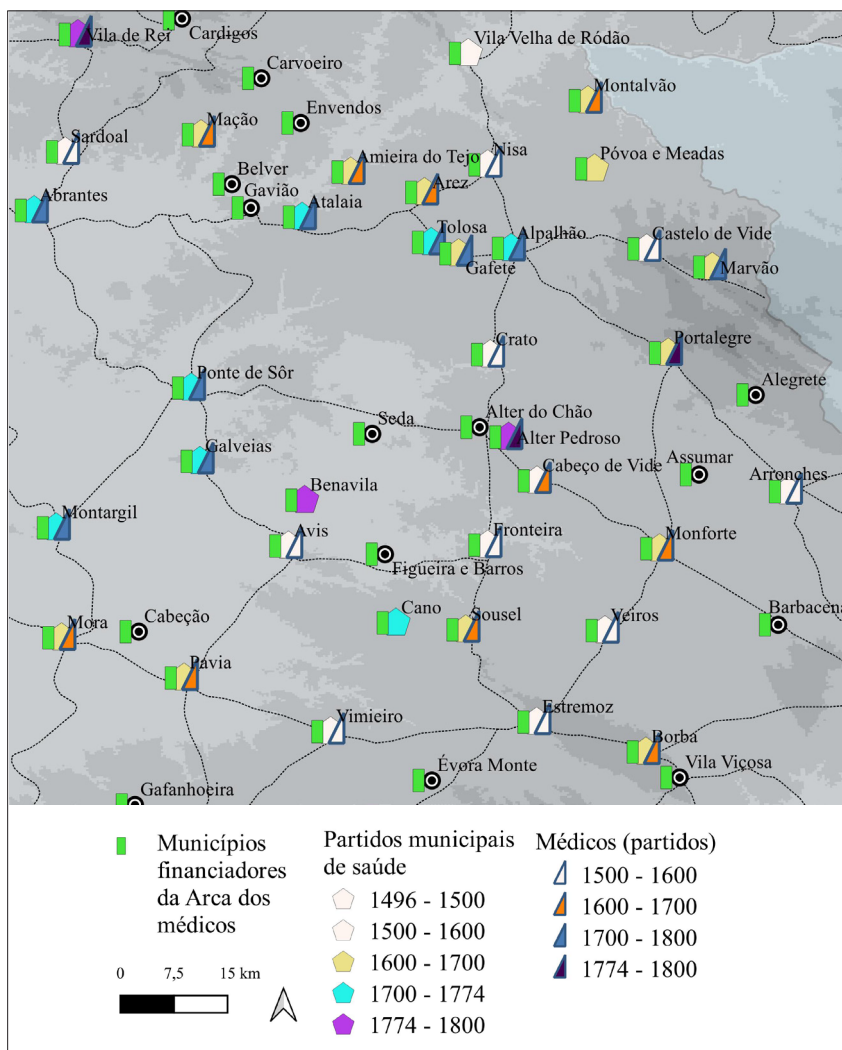 Vila de Rei
Cardigos
Vila Velha de Ródão
Carvoeiro
Montalvão
Envendos
Mação
Sardoal
Amieira do Tejo
Nisa
Póvoa e Meadas
Belver
Arez
Abrantes
Gavião
Atalaia
Tolosa
Alpalhão
Castelo de Vide
Gafete
Marvão
Crato
Portalegre
Ponte de Sôr
Alegrete
Seda
Alter do Chão
Alter Pedroso
Galveias
Cabeço de Vide
Assumar
Arronches
Benavila
Montargil
Avis
Fronteira
Monforte
Figueira e Barros
Cano
Sousel
Veiros
Barbacena
Mora
Cabeção
Pavia
Vimieiro
Estremoz
Borba
Évora Monte
Vila Viçosa
Gafanhoeira
Municípios
financiadores
da Arca dos
médicos
0 7,5 15 km
Partidos municipais
de saúde
1496 - 1500
1500 - 1600
1600 - 1700
1700 - 1774
1774 - 1800
Médicos (partidos)
1500 - 1600
1600 - 1700
1700 - 1800
1774 - 1800